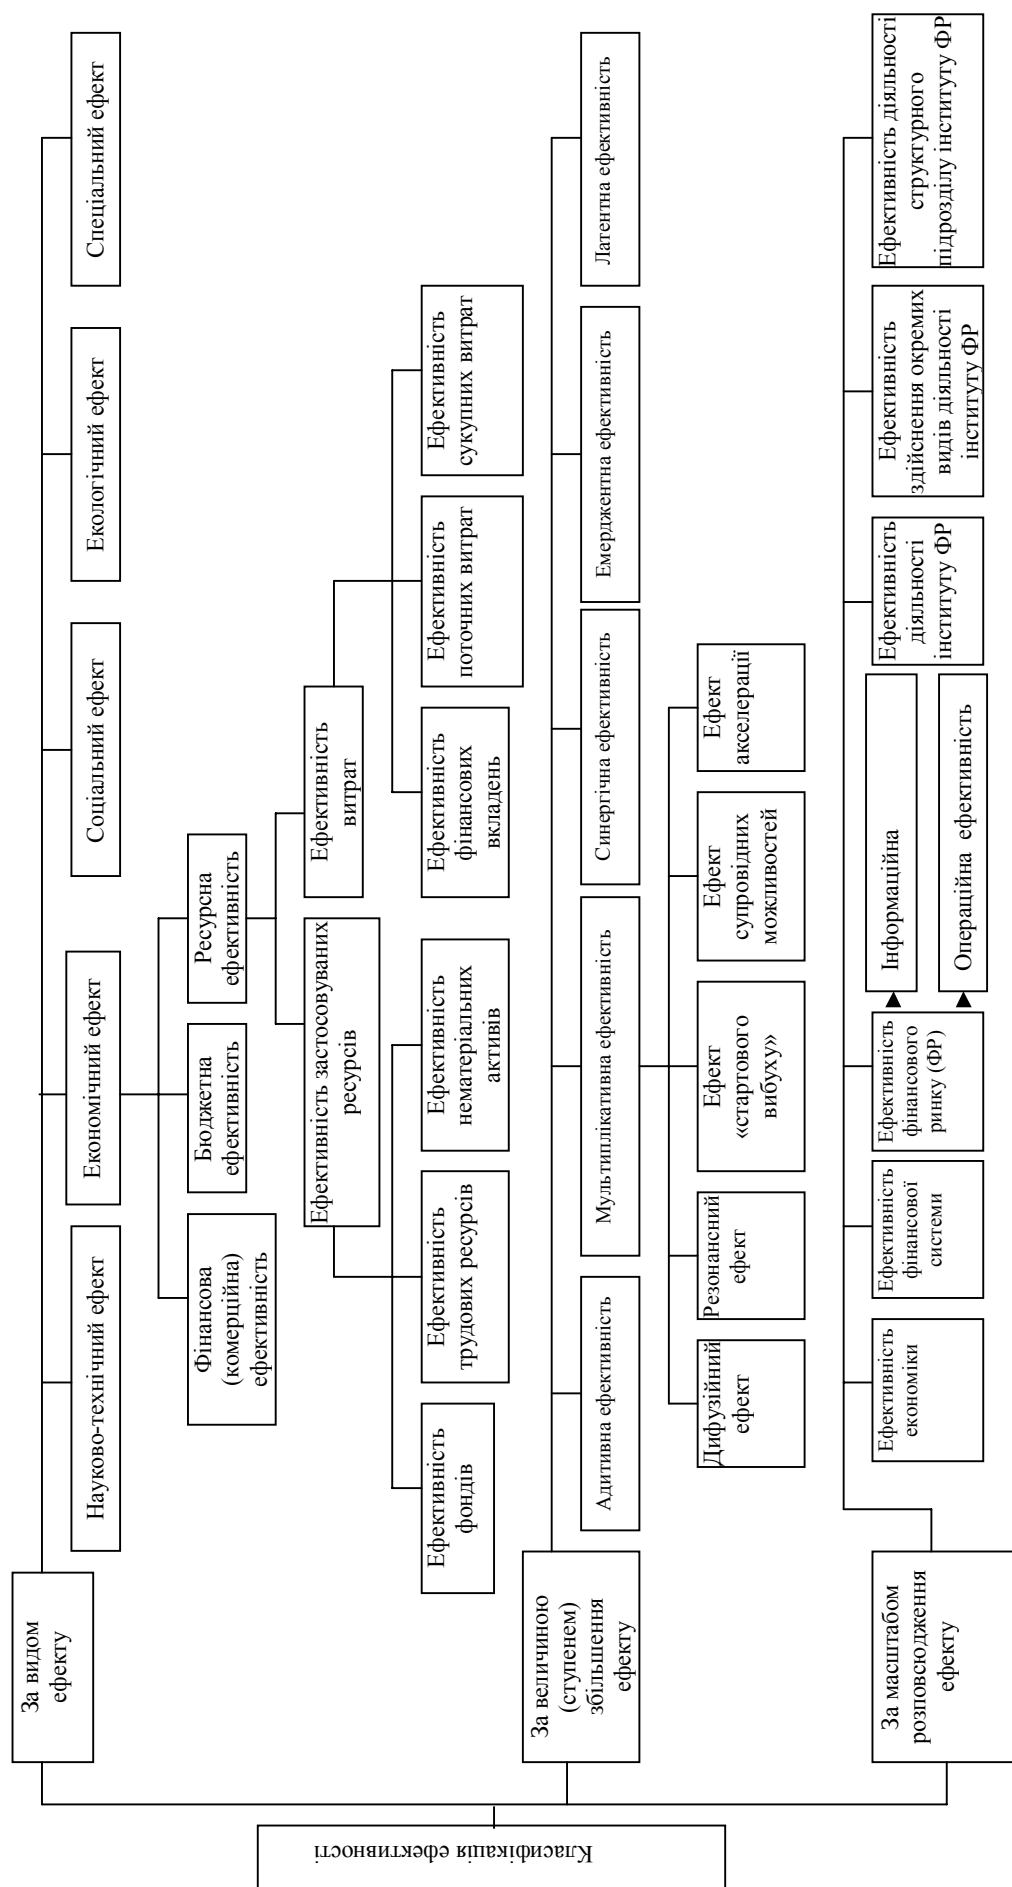 Класифікація ефективності
За видом
ефекту
Науково-технічний ефект
Економічний ефект
Соціальний ефект
Екологічний ефект
Спеціальний ефект
Фінансова
(комерційна)
ефективність
Бюджетна
ефективність
Ресурсна
ефективність
Ефективність застосовуваних
ресурсів
Ефективність
витрат
Ефективність
фондів
Ефективність
трудових ресурсів
Ефективність
нематеріальних
активів
Ефективність
фінансових
вкладень
Ефективність
поточних витрат
Ефективність
сукупних витрат
За величиною
(ступенем)
збільшення
ефекту
Адитивна ефективність
Мультиплікативна ефективність
Синергічна ефективність
Емерджентна ефективність
Латентна ефективність
Дифузійний
ефект
Резонансний
ефект
Ефект
«стартового
вибуху»
Ефект
супровідних
можливостей
Ефект
акселерації
За масштабом
розповсюдження
ефекту
Ефективність
економіки
Ефективність
фінансової
системи
Ефективність
фінансового
ринку (ФР)
Інформаційна
Операційна ефективність
Ефективність
діяльності
інституту ФР
Ефективність
здійснення окремих
видів діяльності
інституту ФР
Ефективність діяльності
структурного
підрозділу інституту ФР